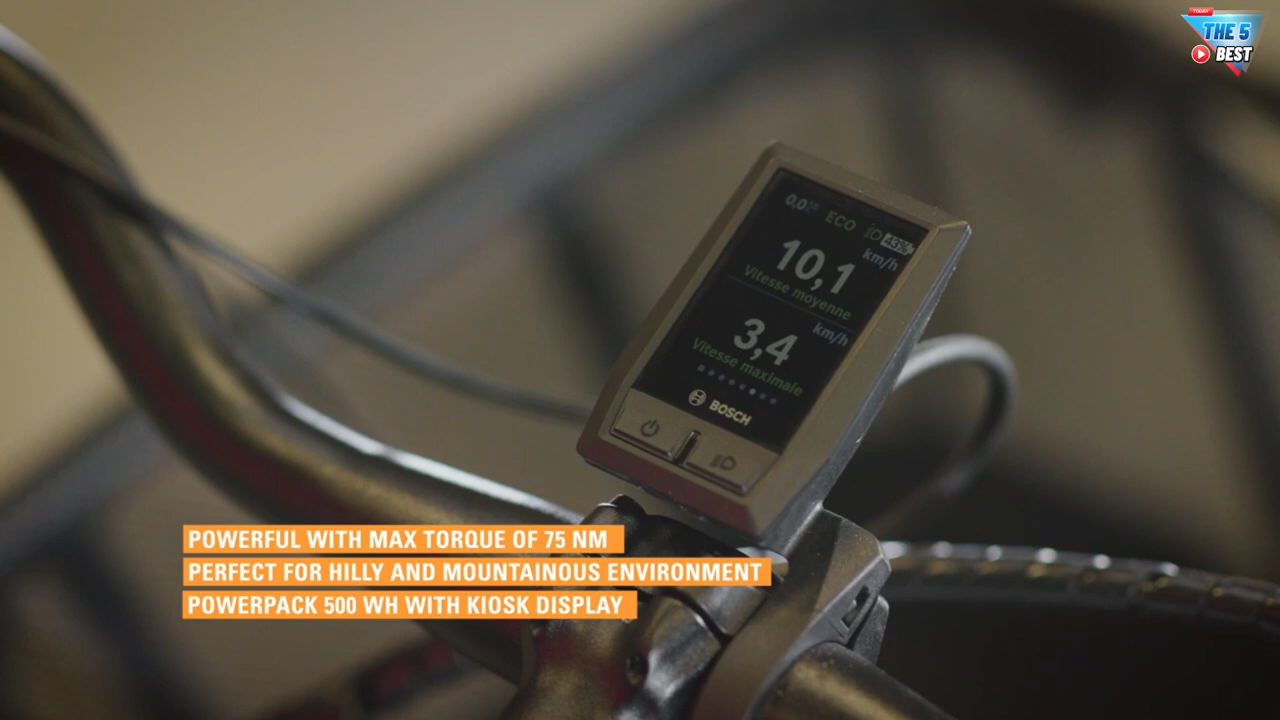 TODAY
THE 5
BEST
0,0
ECO
43%
km/h
10,1
Vitesse moyenne
km/h
3,4
Vitesse maximale
BOSCH
POWERFUL WITH MAX TORQUE OF 75 NM
PERFECT FOR HILLY AND MOUNTAINOUS ENVIRONMENT
POWERPACK 500 WH WITH KIOSK DISPLAY